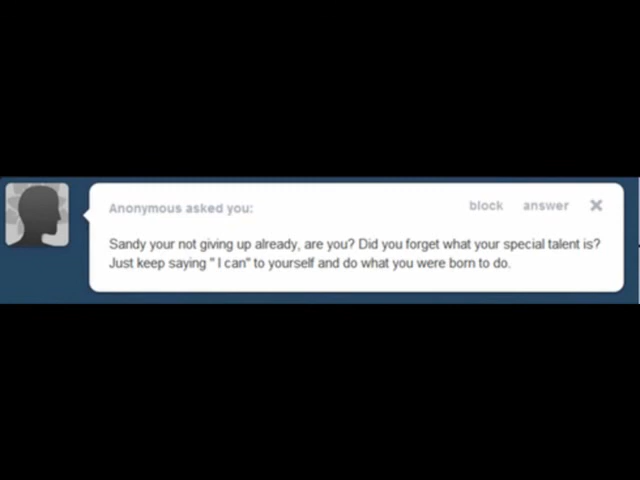 Anonymous asked you:
block answer
Sandy your not giving up already, are you? Did you forget what your special talent is?
Just keep saying " I can" to yourself and do what you were born to do.